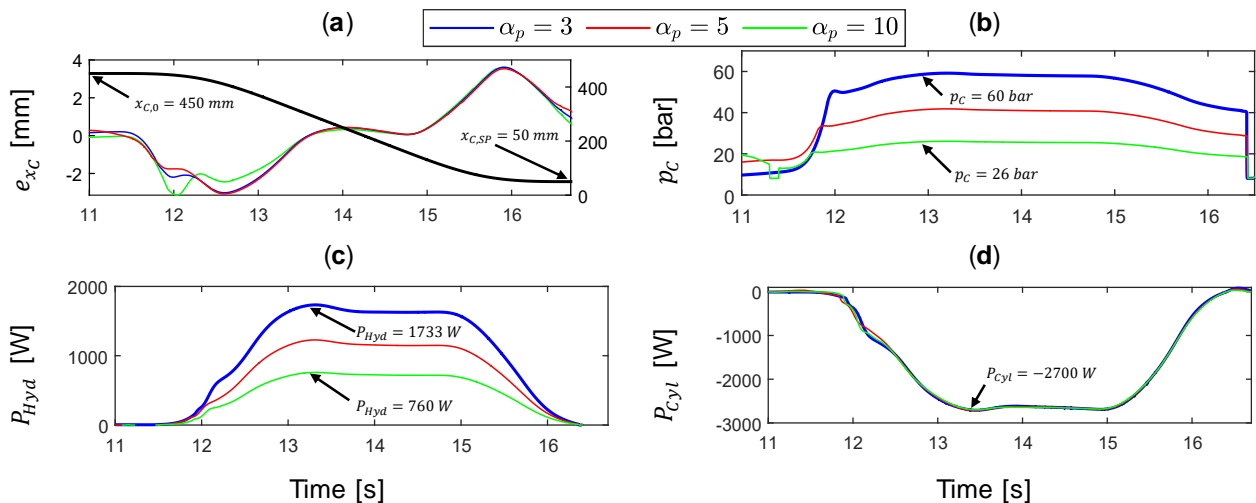 (a)
α_p = 3 α_p = 5 α_p = 10
(b)
4
2
0
-2
e_{x_C} [mm]
400
200
0
x_{C,0} = 450 mm
x_{C,SP} = 50 mm
11 12 13 14 15 16
60
40
20
0
p_C [bar]
p_C = 60 bar
p_C = 26 bar
11 12 13 14 15 16
(c)
(d)
2000
1000
0
P_{Hyd} [W]
P_{Hyd} = 1733 W
P_{Hyd} = 760 W
11 12 13 14 15 16
0
-1000
-2000
-3000
P_{Cyl} [W]
P_{Cyl} = −2700 W
11 12 13 14 15 16
Time [s]
Time [s]